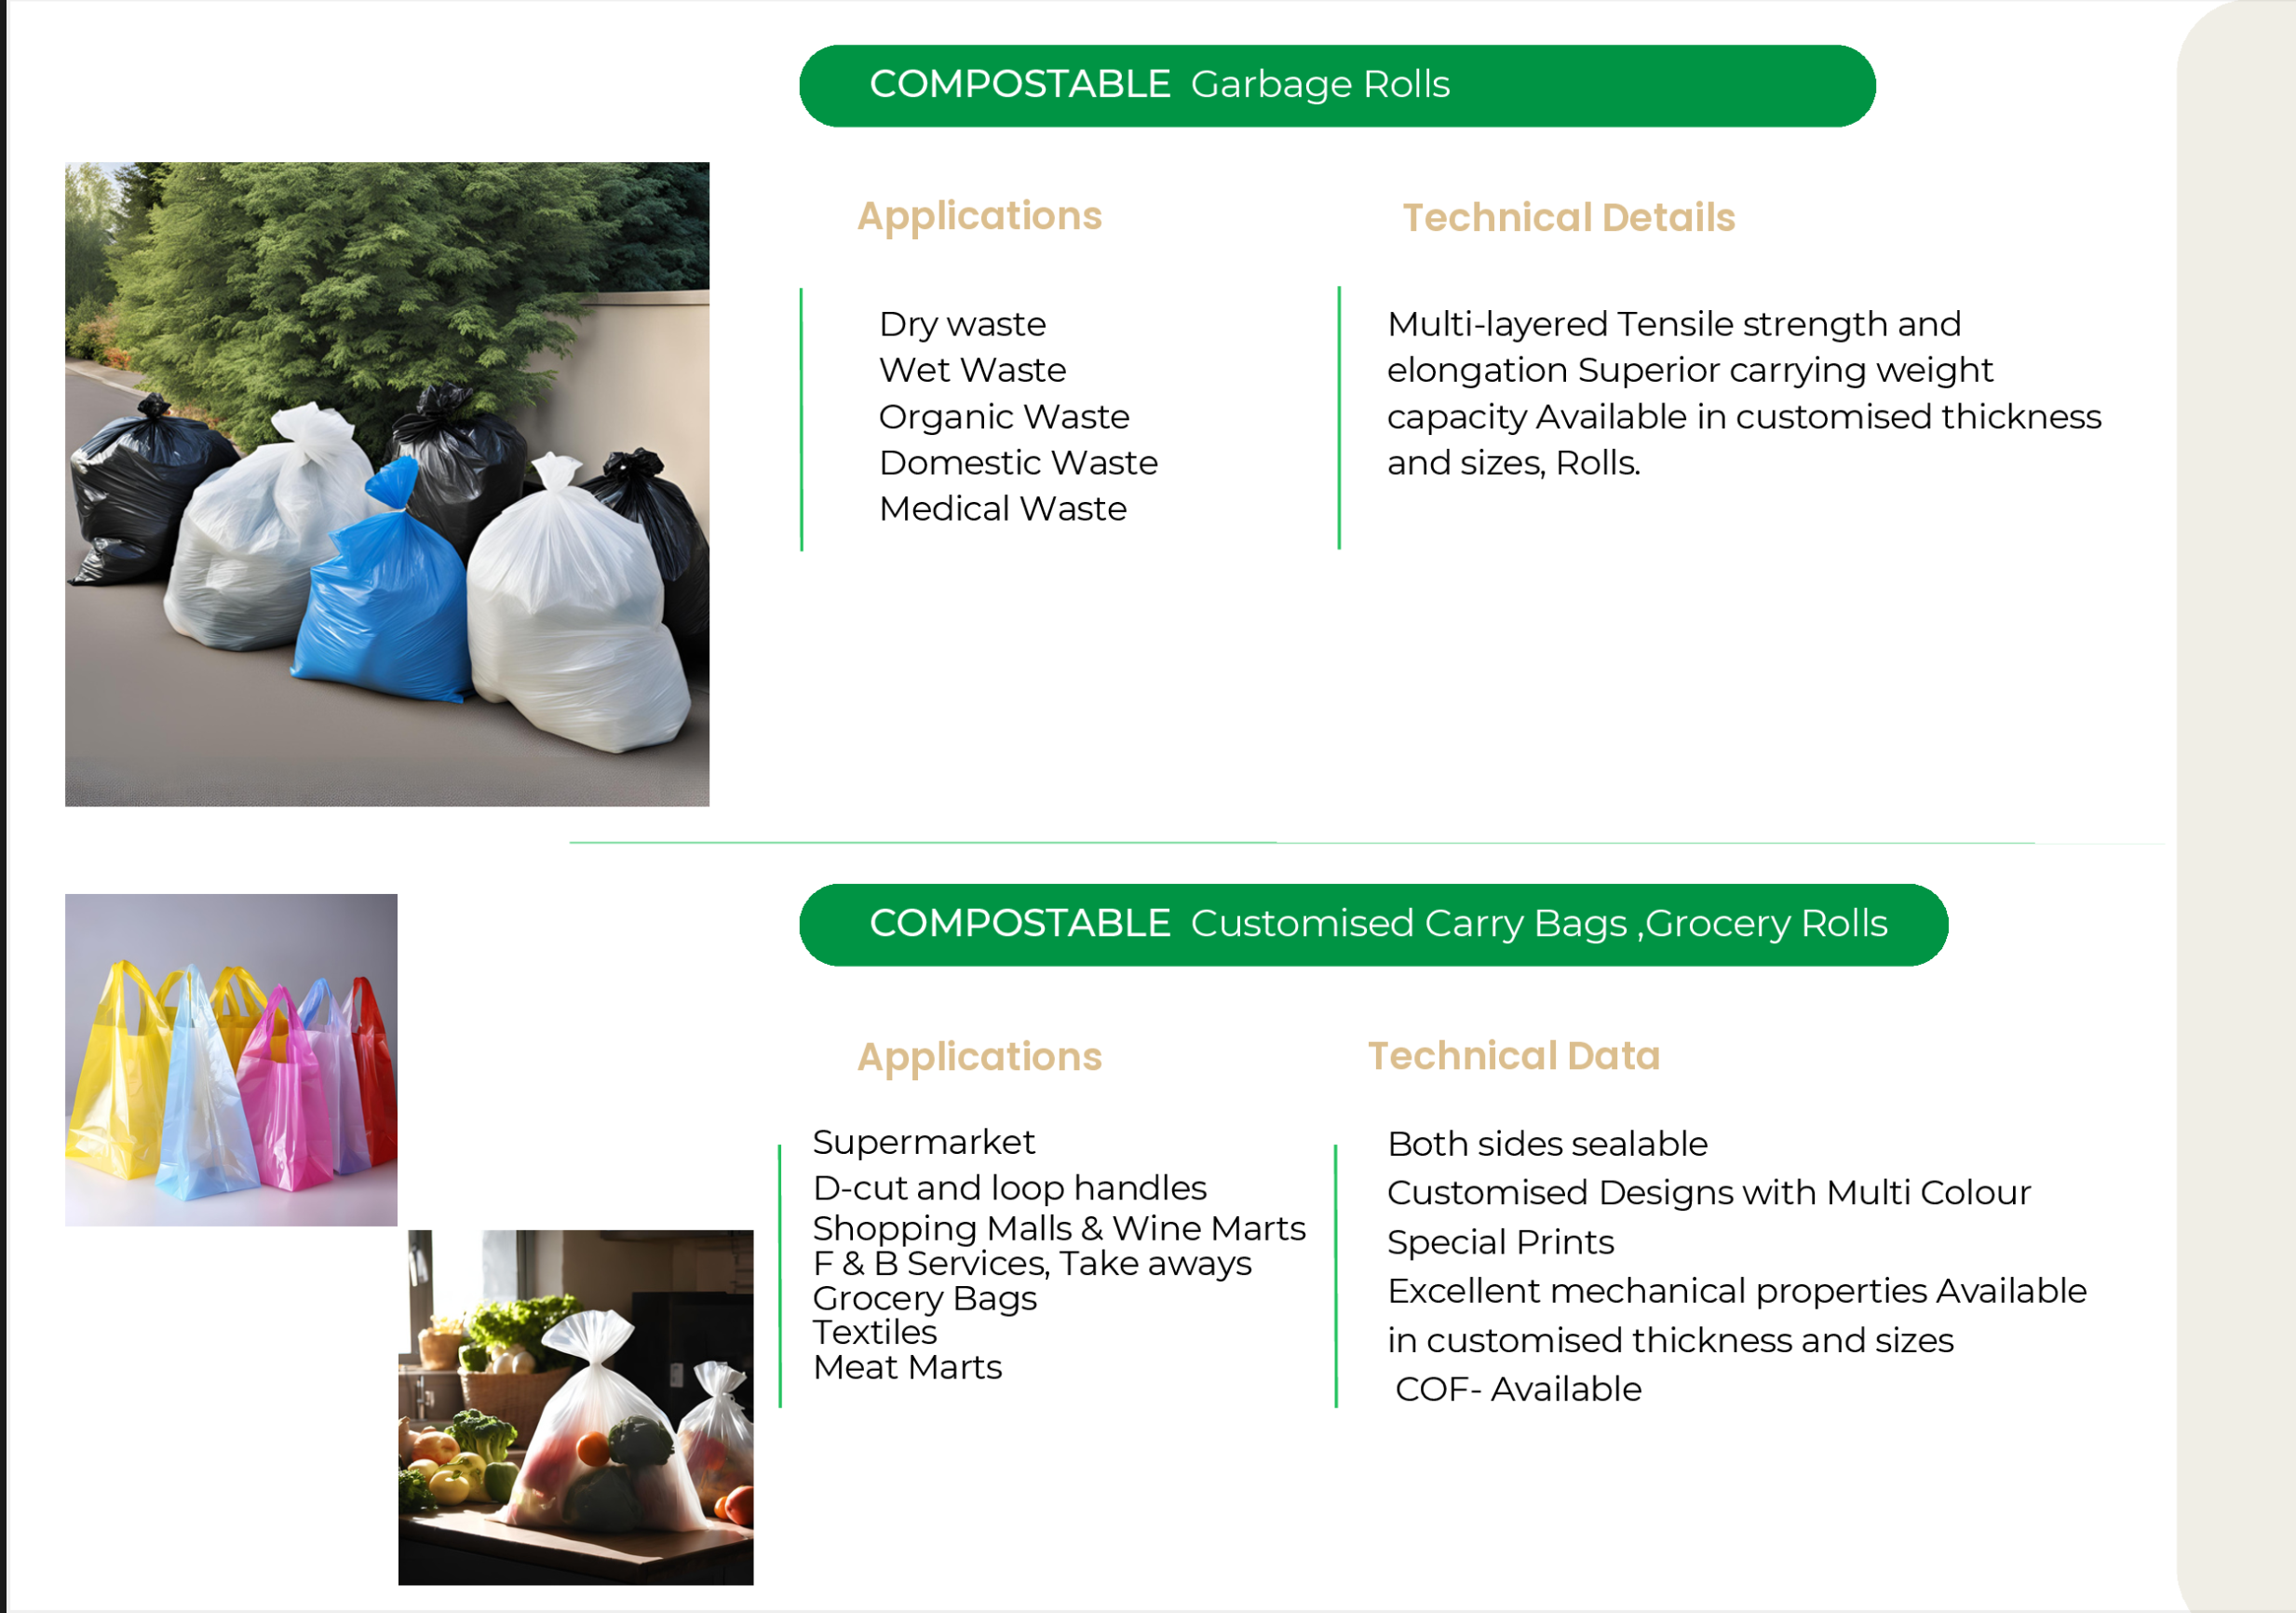 COMPOSTABLE Garbage Rolls
Applications
Dry waste
Wet Waste
Organic Waste
Domestic Waste
Medical Waste
Technical Details
Multi-layered Tensile strength and
elongation Superior carrying weight
capacity Available in customised thickness
and sizes, Rolls.
COMPOSTABLE Customised Carry Bags ,Grocery Rolls
Applications
Supermarket
D-cut and loop handles
Shopping Malls & Wine Marts
F & B Services, Take aways
Grocery Bags
Textiles
Meat Marts
Technical Data
Both sides sealable
Customised Designs with Multi Colour
Special Prints
Excellent mechanical properties Available
in customised thickness and sizes
COF- Available